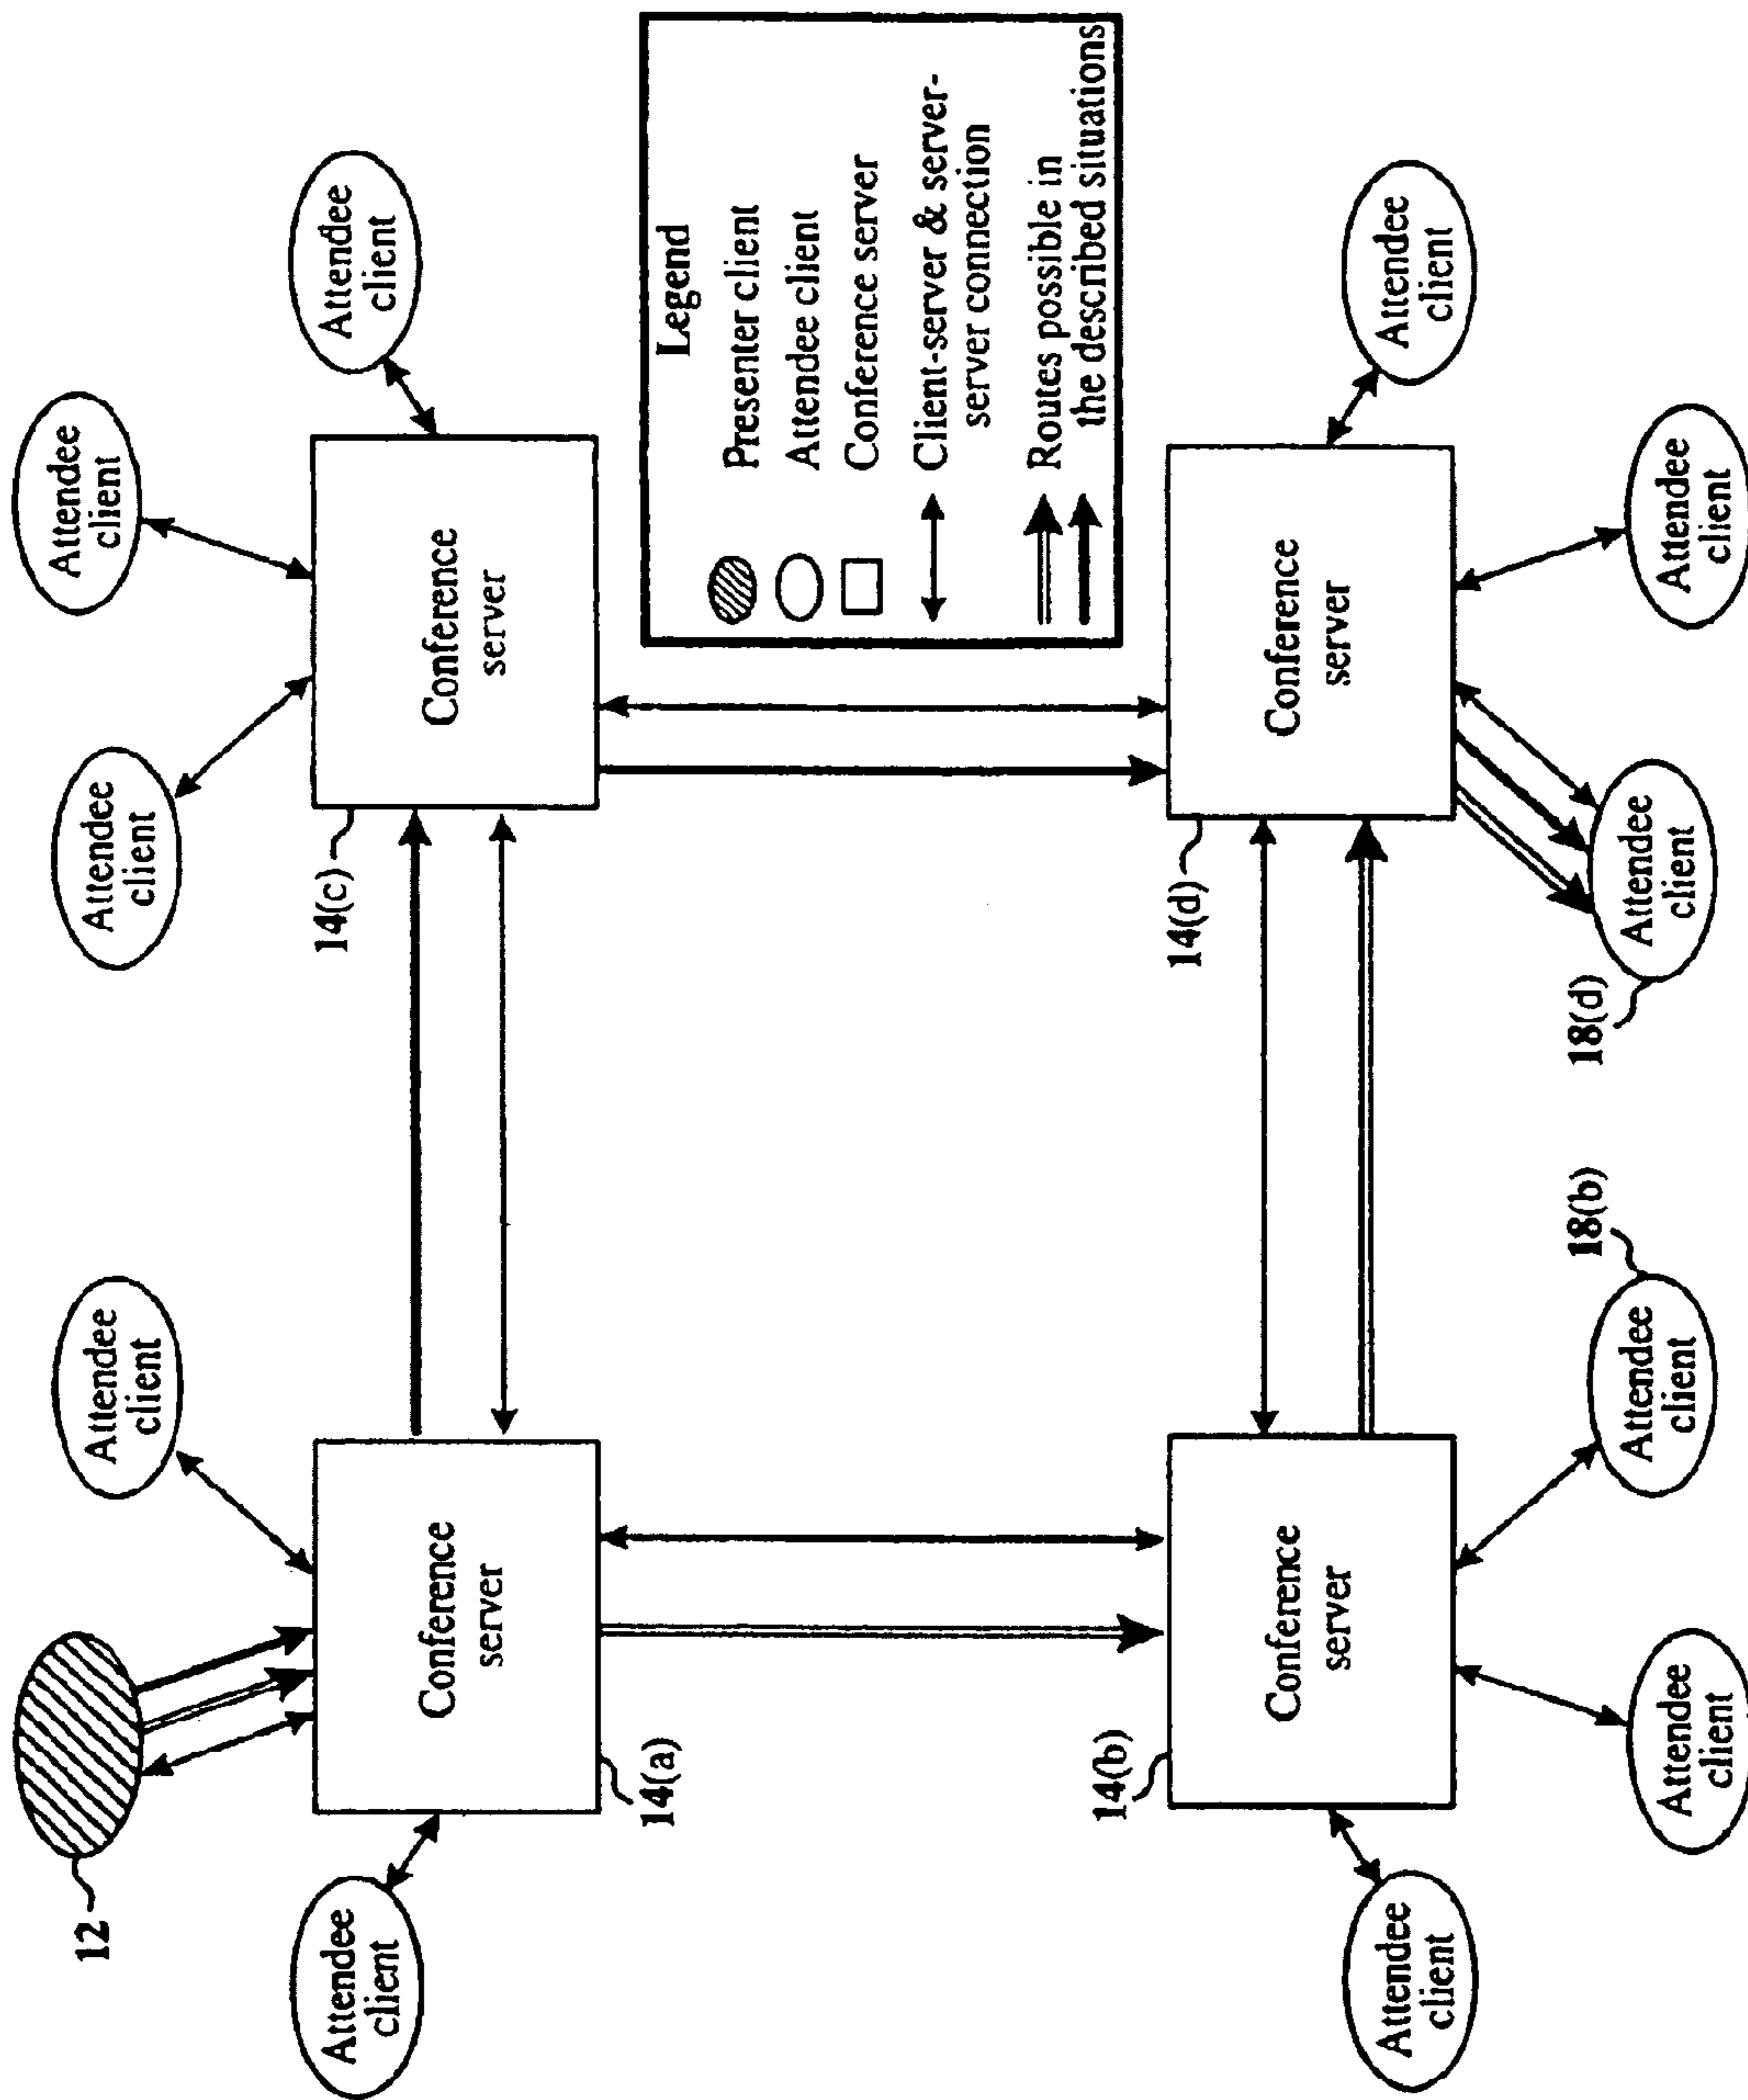 12
Attendee
client
Attendee
client
Attendee
client
Attendee
client
Attendee
client
Conference
server
14(a)
14(c)
Conference
server
Legend
Presenter client
Attendee client
Conference server
Client-server & server-
server connection
Routes possible in
the described situations
14(b)
Conference
server
14(d)
Conference
server
Attendee
client
Attendee
client
Attendee
client
18(b)
18(d)
Attendee
client
Attendee
client
Attendee
client